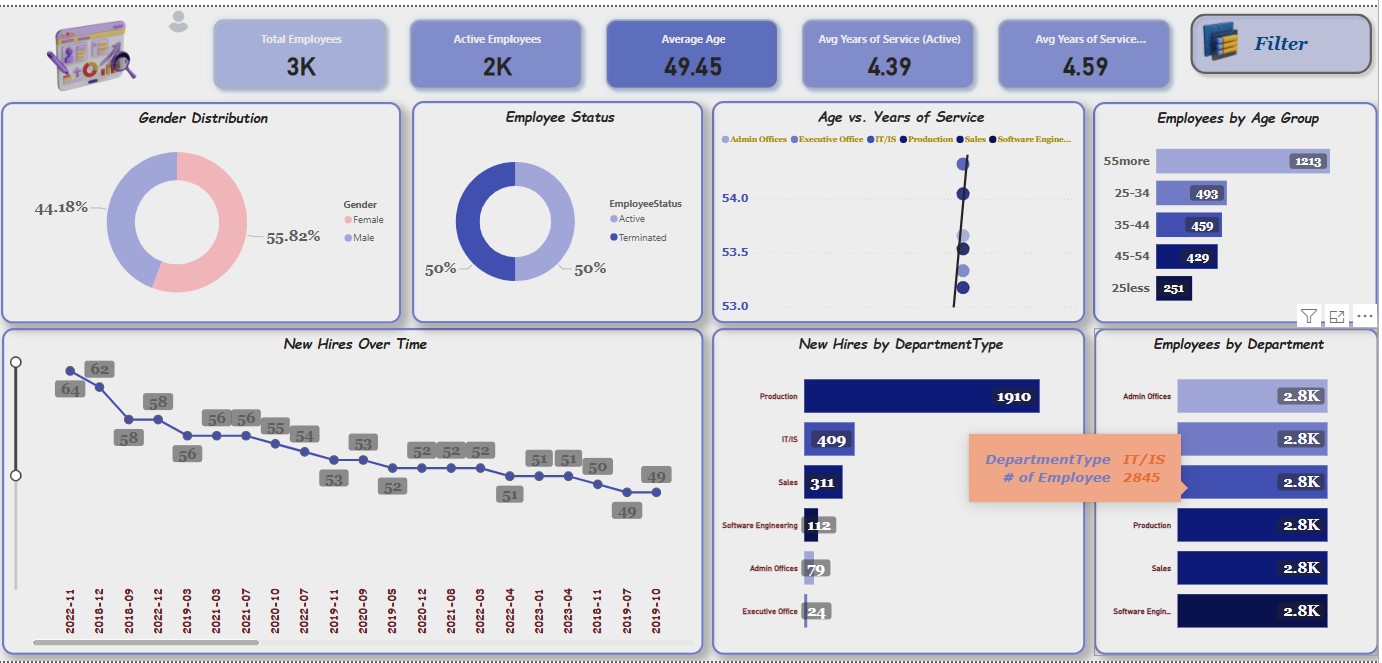 Total Employees
3K
Active Employees
2K
Average Age
49.45
Avg Years of Service (Active)
4.39
Avg Years of Service...
4.59
Filter
Gender Distribution
44.18%
55.82%
Gender
Female
Male
Employee Status
50%
50%
EmployeeStatus
Active
Terminated
Age vs. Years of Service
Admin Offices Executive Office IT/IS Production Sales Software Engine...
54.0
53.5
53.0
Employees by Age Group
55more 1213
25-34 493
35-44 459
45-54 429
25less 251
New Hires Over Time
64 62 58 58 56 56 56 55 54 53 53 52 52 52 52 51 51 51 50 49 49
2022-11 2018-12 2018-09 2022-12 2019-03 2021-03 2021-07 2020-10 2022-07 2019-11 2020-09 2019-05 2020-12 2021-08 2022-03 2022-04 2023-01 2023-04 2018-11 2019-07 2019-10
New Hires by DepartmentType
Production 1910
IT/IS 409
Sales 311
Software Engineering 112
Admin Offices 79
Executive Office 24
Employees by Department
Admin Offices 2.8K
2.8K
2.8K
DepartmentType IT/IS
# of Employee 2845
Production 2.8K
Sales 2.8K
Software Engin... 2.8K